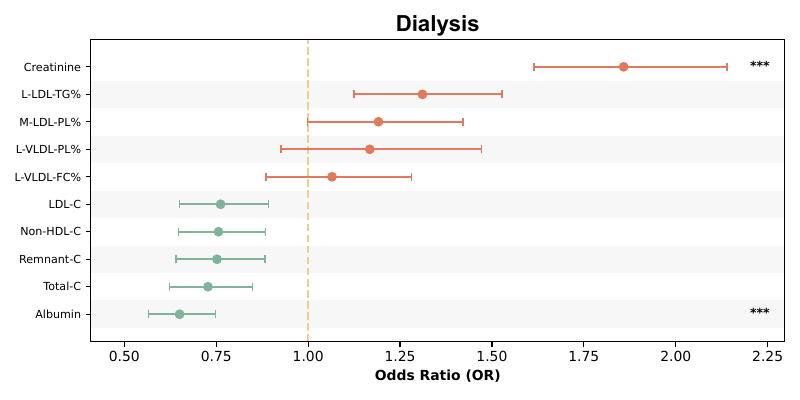 Dialysis
Creatinine ***
L-LDL-TG%
M-LDL-PL%
L-VLDL-PL%
L-VLDL-FC%
LDL-C
Non-HDL-C
Remnant-C
Total-C
Albumin ***
0.50 0.75 1.00 1.25 1.50 1.75 2.00 2.25
Odds Ratio (OR)